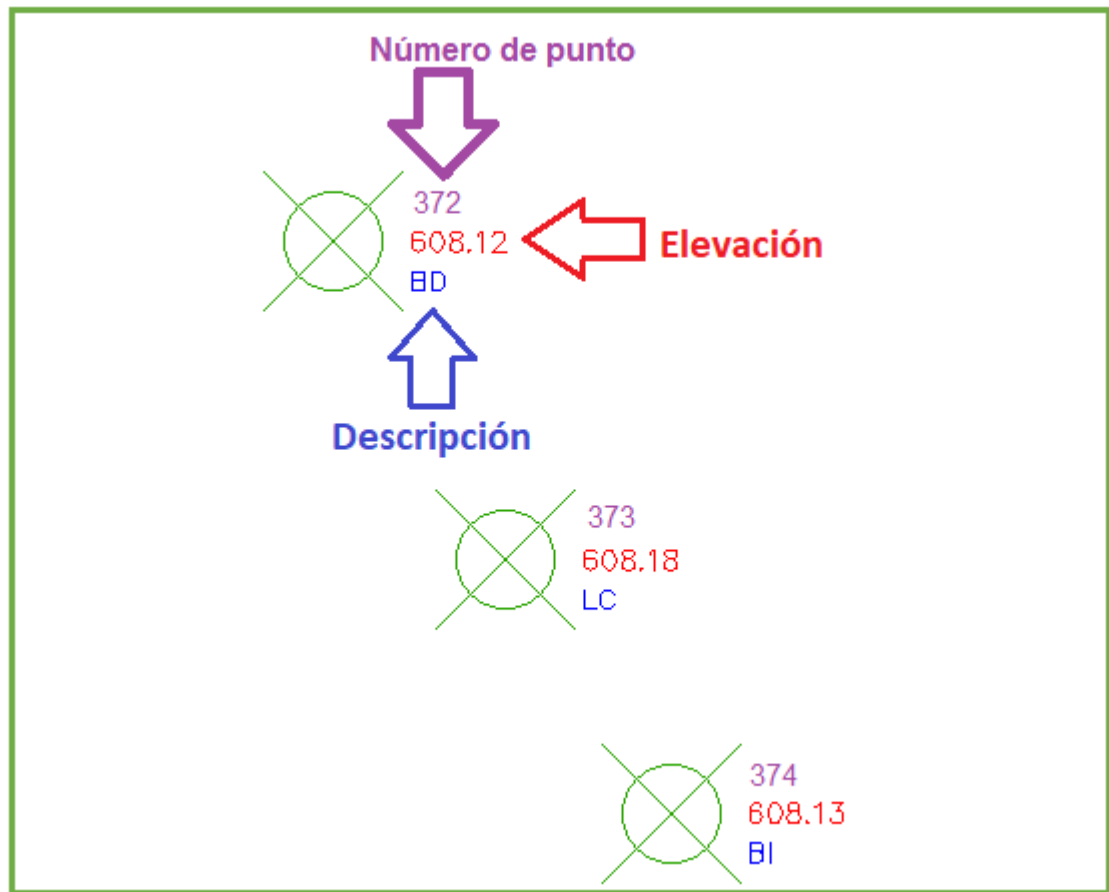 Número de punto
372
608.12
Elevación
BD
Descripción
373
608.18
LC
374
608.13
BI